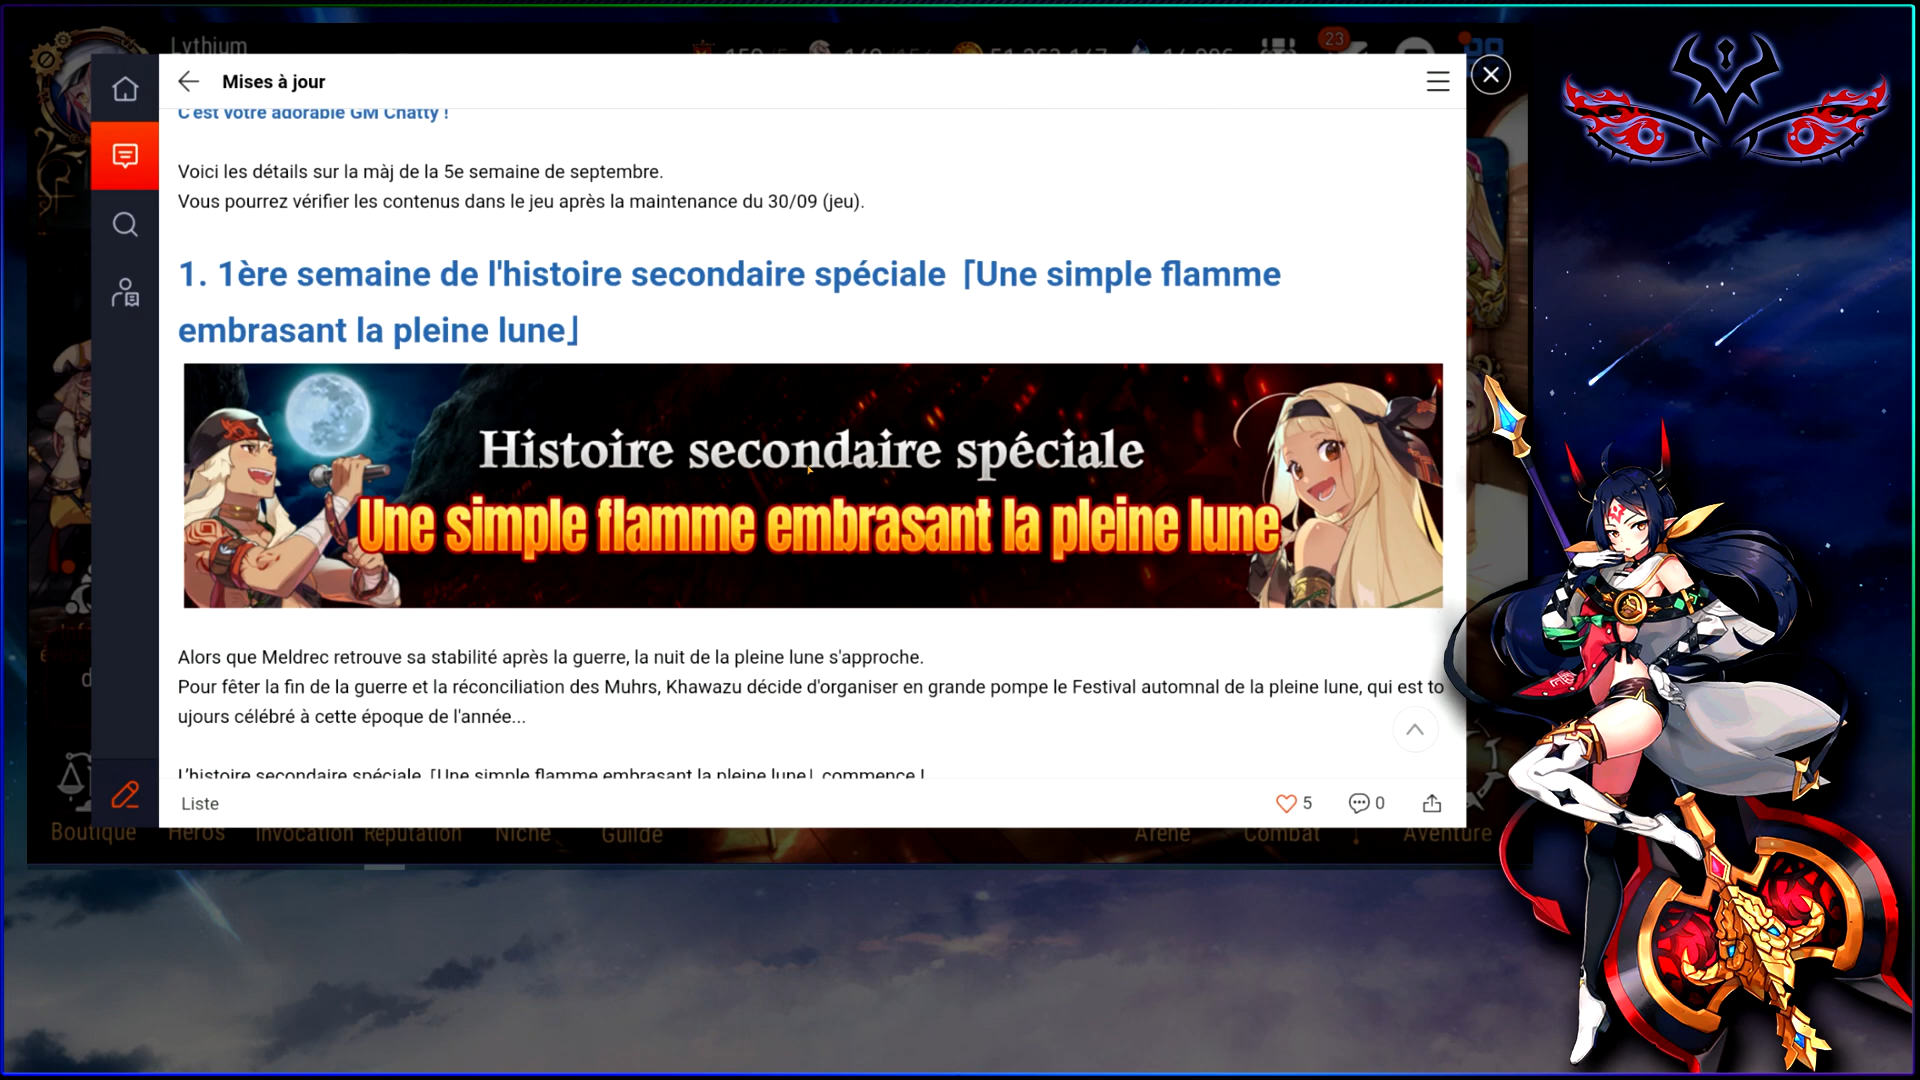 Lythium
23
Mises à jour
C'est votre adorable GM Chatty !
Voici les détails sur la màj de la 5e semaine de septembre.
Vous pourrez vérifier les contenus dans le jeu après la maintenance du 30/09 (jeu).
1. 1ère semaine de l'histoire secondaire spéciale「Une simple flamme
embrasant la pleine lune」
Histoire secondaire spéciale
Une simple flamme embrasant la pleine lune
Alors que Meldrec retrouve sa stabilité après la guerre, la nuit de la pleine lune s'approche.
Pour fêter la fin de la guerre et la réconciliation des Muhrs, Khawazu décide d'organiser en grande pompe le Festival automnal de la pleine lune, qui est to
ujours célébré à cette époque de l'année...
L'histoire secondaire spéciale「Une simple flamme embrasant la pleine lune」commence !
Liste
5
0
Boutique Héros Invocation Réputation Niche Guilde Arène Combat Aventure